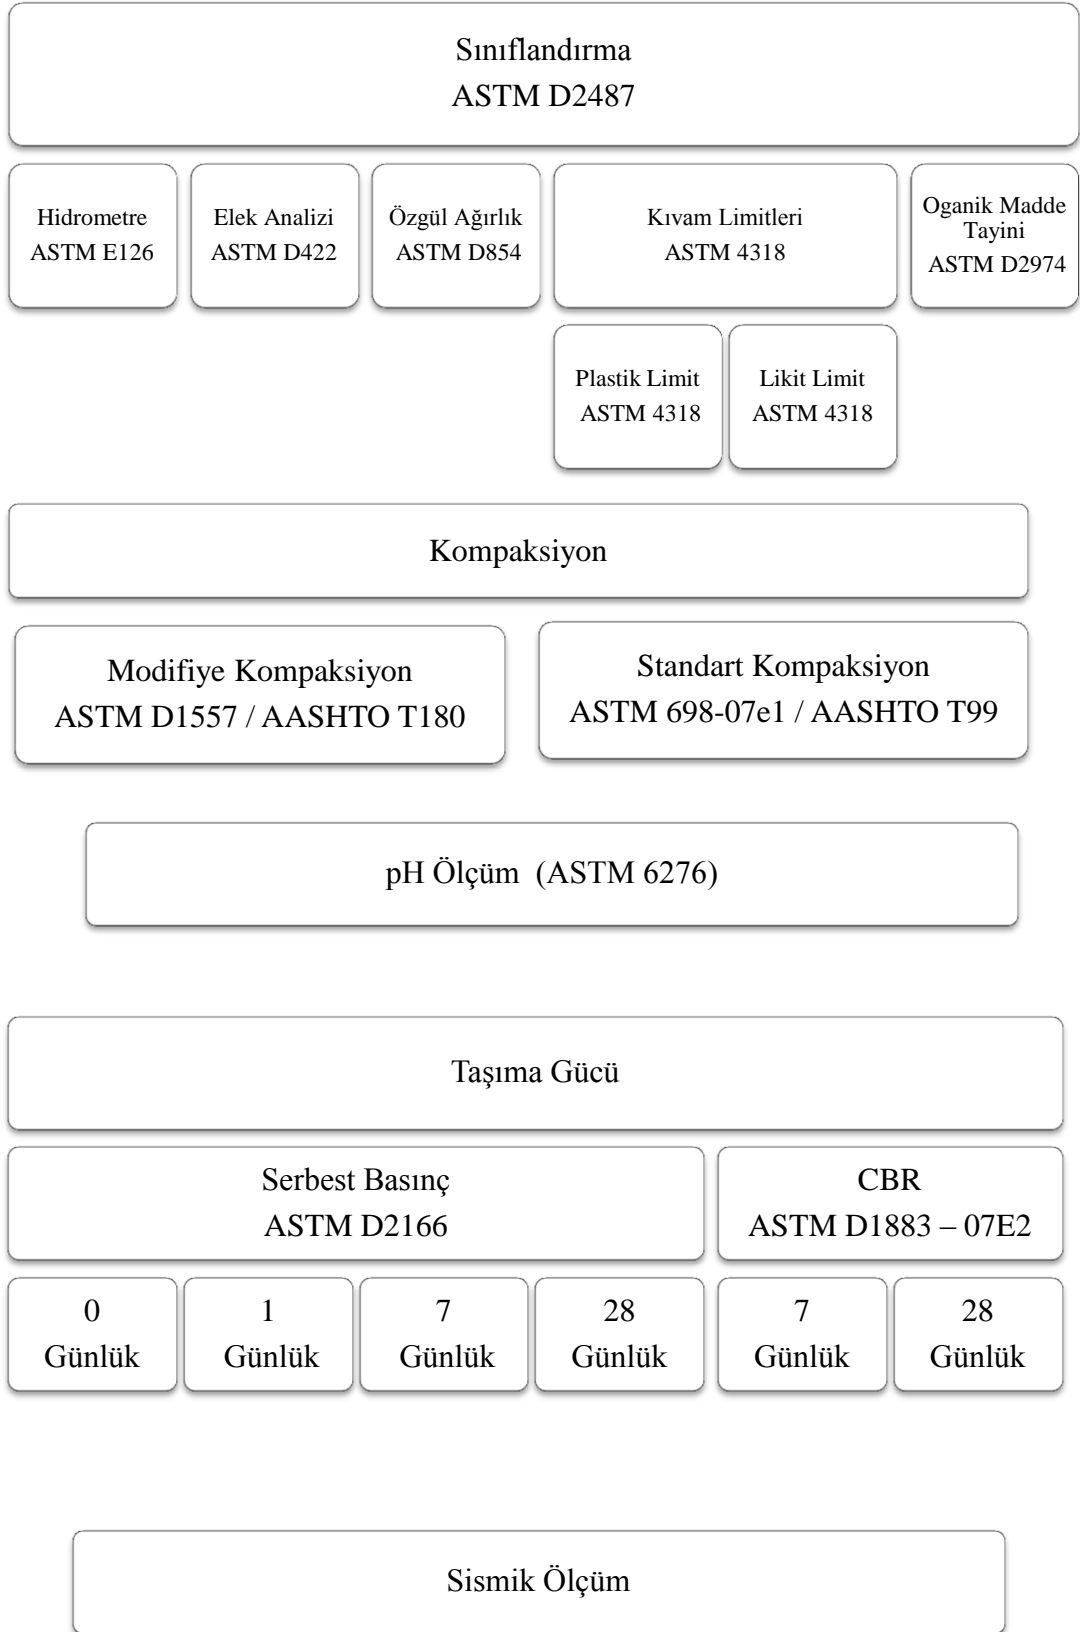 Sınıflandırma
ASTM D2487
Hidrometre
ASTM E126
Elek Analizi
ASTM D422
Özgül Ağırlık
ASTM D854
Kıvam Limitleri
ASTM 4318
Oganik Madde
Tayini
ASTM D2974
Plastik Limit
ASTM 4318
Likit Limit
ASTM 4318
Kompaksiyon
Modifiye Kompaksiyon
ASTM D1557 / AASHTO T180
Standart Kompaksiyon
ASTM 698-07e1 / AASHTO T99
pH Ölçüm (ASTM 6276)
Taşıma Gücü
Serbest Basınç
ASTM D2166
CBR
ASTM D1883 – 07E2
0
Günlük
1
Günlük
7
Günlük
28
Günlük
7
Günlük
28
Günlük
Sismik Ölçüm